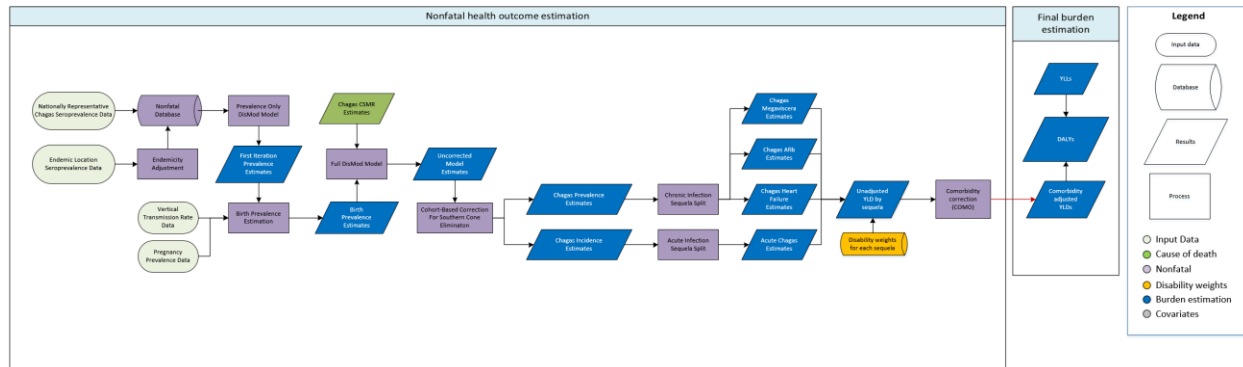 Nonfatal health outcome estimation
Nationally Representative
Chagas Seroprevalence Data
Nonfatal
Database
Prevalence Only
DisMod Model
Endemic Location
Seroprevalence Data
Endemicity
Adjustment
First Iteration
Prevalence
Estimates
Vertical
Transmission Rate
Data
Pregnancy
Prevalence Data
Birth Prevalence
Estimation
Birth
Prevalence
Estimates
Chagas CSMR
Estimates
Full DisMod Model
Uncorrected
Model
Estimates
Cohort-Based Correction
For Southern Cone
Elimination
Chagas Prevalence
Estimates
Chagas Incidence
Estimates
Chronic Infection
Sequela Split
Acute Infection
Sequela Split
Chagas
Megaviscera
Estimates
Chagas Afib
Estimates
Chagas Heart
Failure Estimates
Acute Chagas
Estimates
Unadjusted
YLD by
sequela
Disability weights
for each sequela
Comorbidity
correction
(COMO)
Final burden
estimation
YLLs
DALYs
Comorbidity
adjusted
YLDs
Legend
Input data
Database
Results
Process
Input Data
Cause of death
Nonfatal
Disability weights
Burden estimation
Covariates